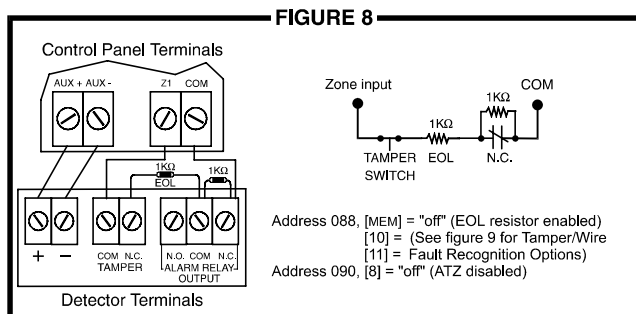 FIGURE 8
Control Panel Terminals
AUX + AUX - Z1 COM
1KΩ
EOL
1KΩ
+ − COM N.C. N.O. COM N.C.
TAMPER ALARM RELAY
OUTPUT
Detector Terminals
Zone input COM
1KΩ
1KΩ
TAMPER EOL N.C.
SWITCH
Address 088, [MEM] = "off" (EOL resistor enabled)
[10] = (See figure 9 for Tamper/Wire
[11] = Fault Recognition Options)
Address 090, [8] = "off" (ATZ disabled)